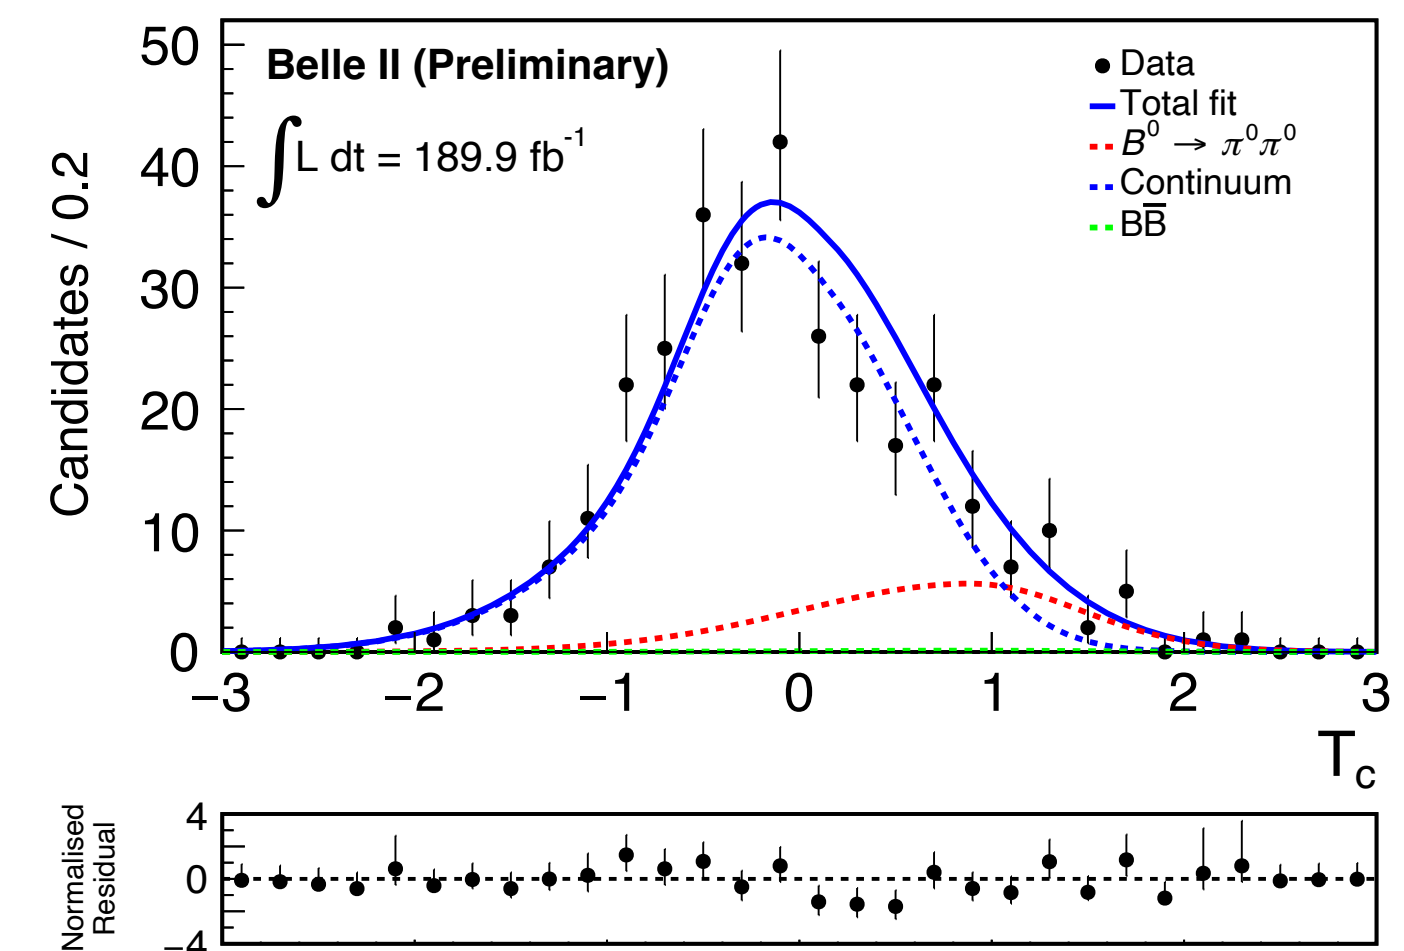 Belle II (Preliminary)
∫L dt = 189.9 fb⁻¹
Data
Total fit
B⁰ → π⁰π⁰
Continuum
BB̅
Candidates / 0.2
50
40
30
20
10
0
−3 −2 −1 0 1 2 3
T_c
Normalised
Residual
4
0
−4